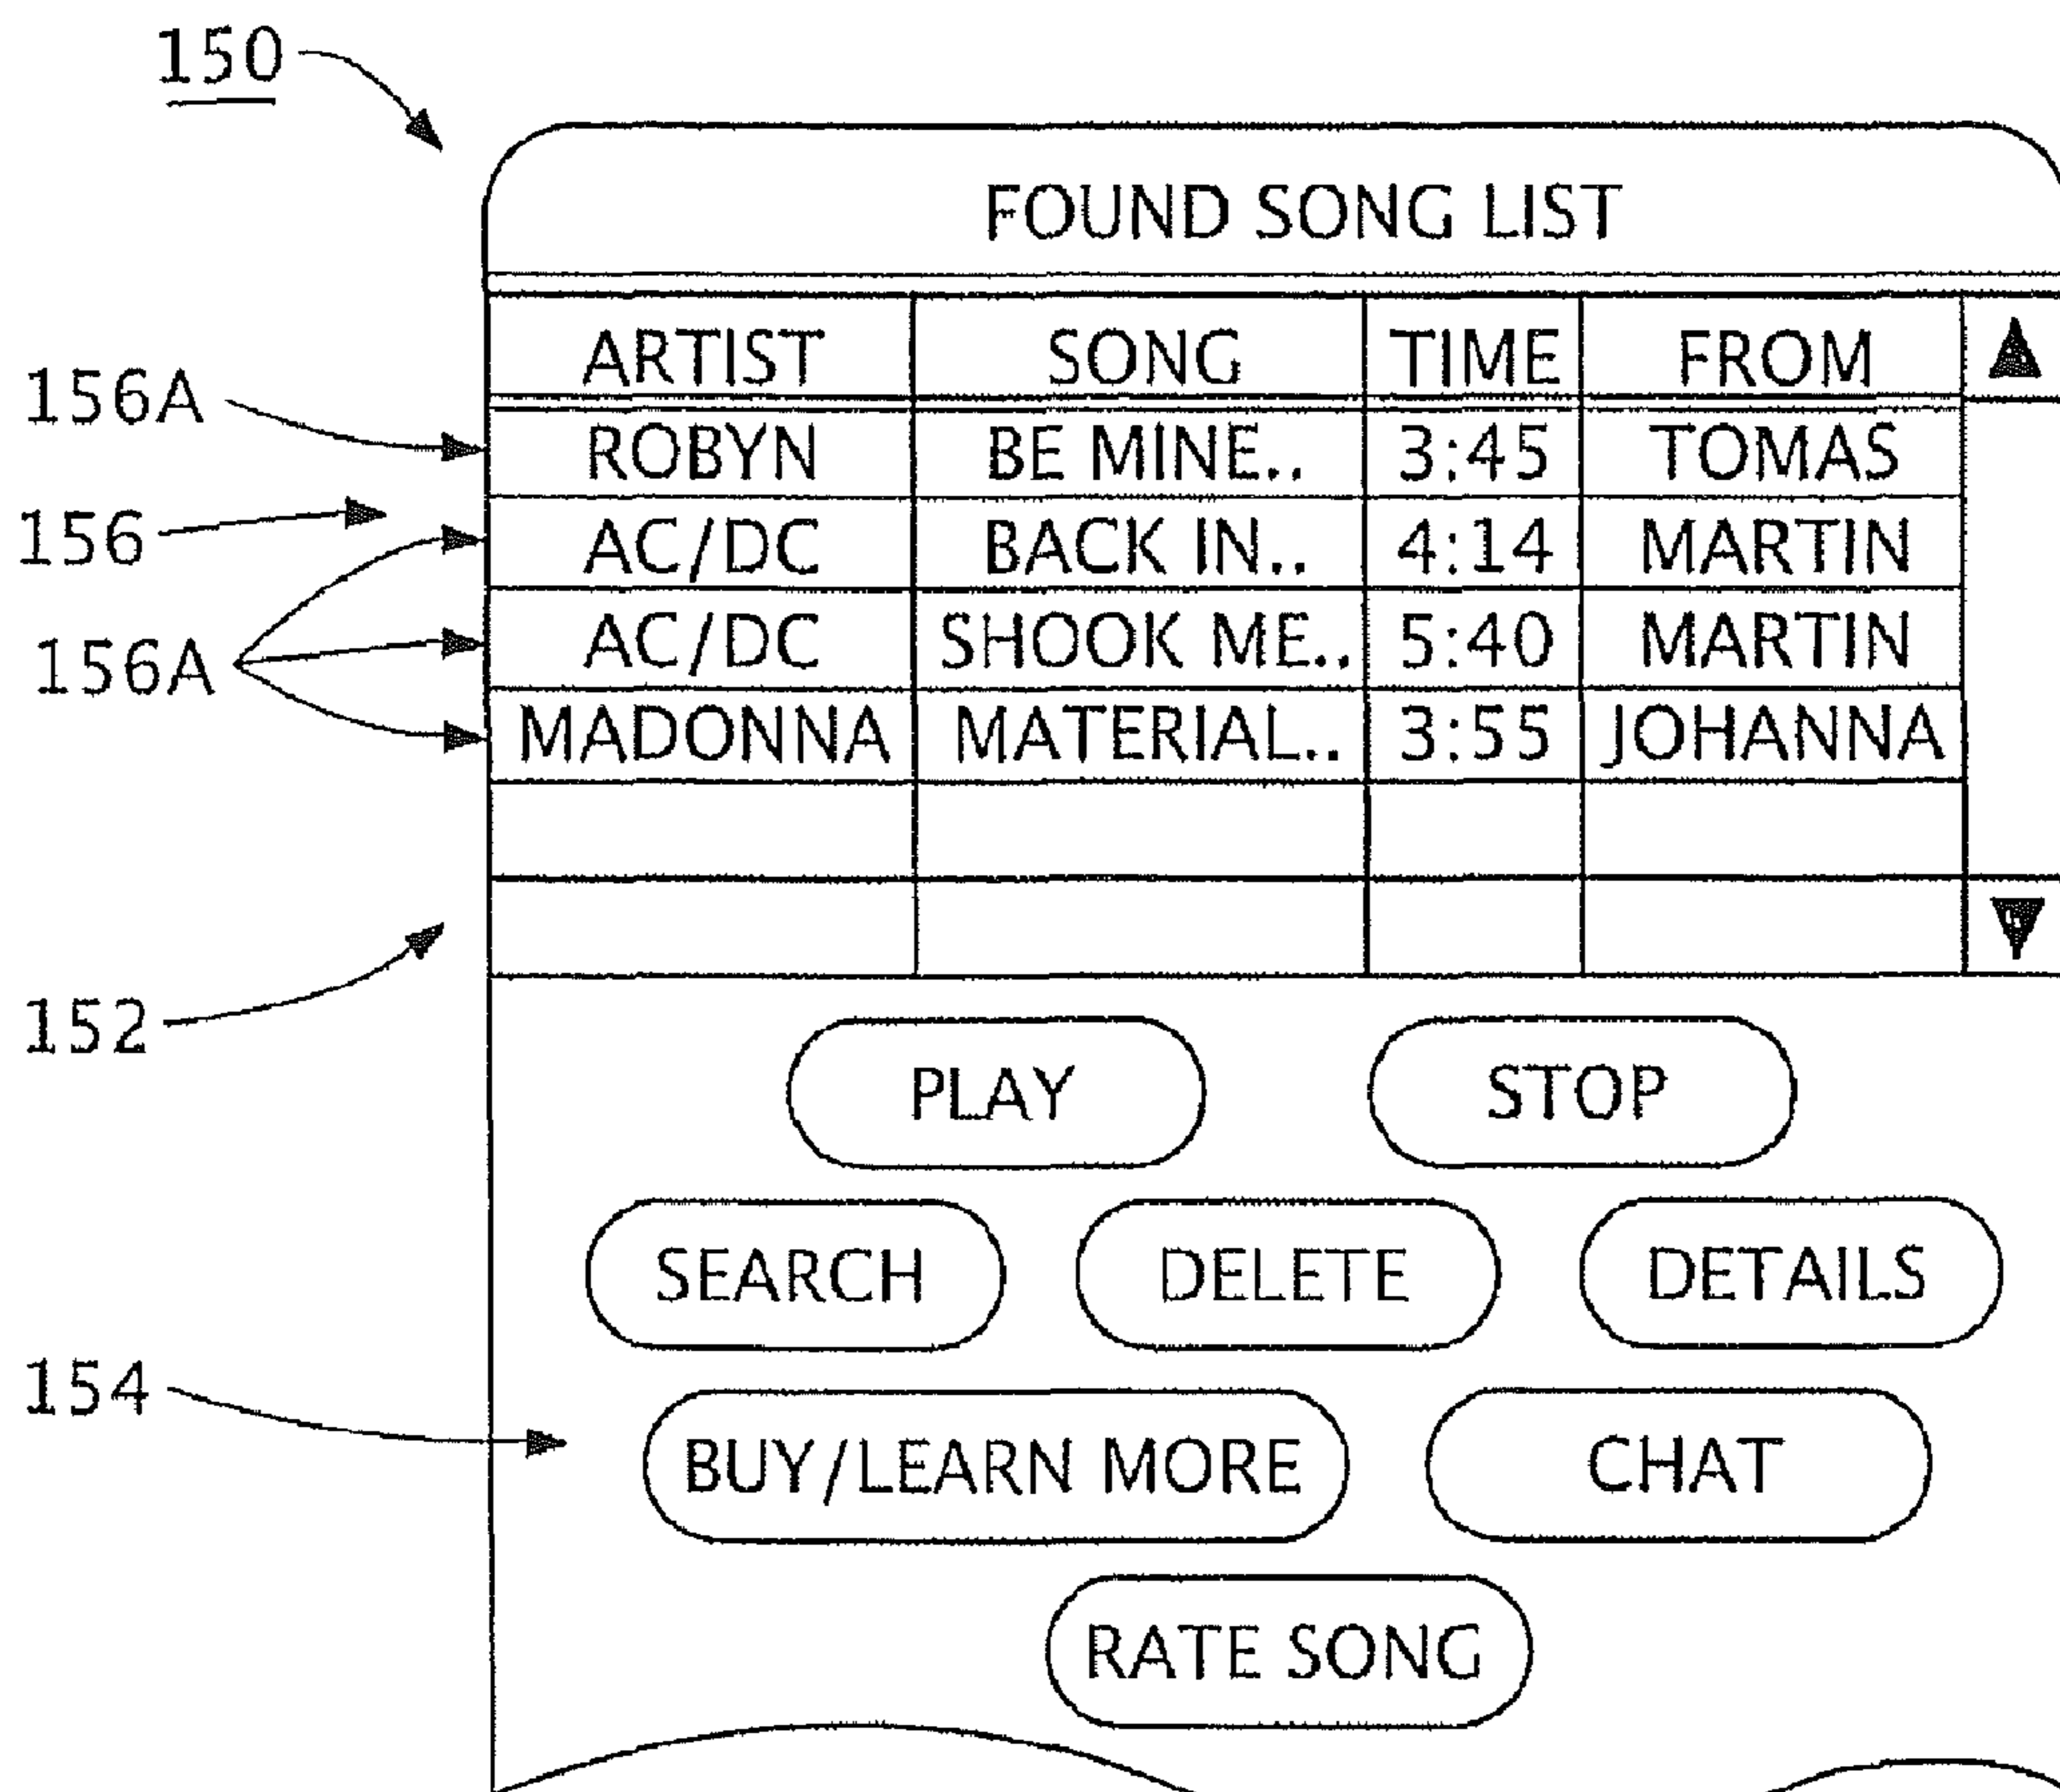 150
FOUND SONG LIST
ARTIST SONG TIME FROM
156A
ROBYN BE MINE.. 3:45 TOMAS
156
AC/DC BACK IN.. 4:14 MARTIN
156A
AC/DC SHOOK ME.. 5:40 MARTIN
MADONNA MATERIAL.. 3:55 JOHANNA
152
PLAY STOP
SEARCH DELETE DETAILS
154
BUY/LEARN MORE CHAT
RATE SONG